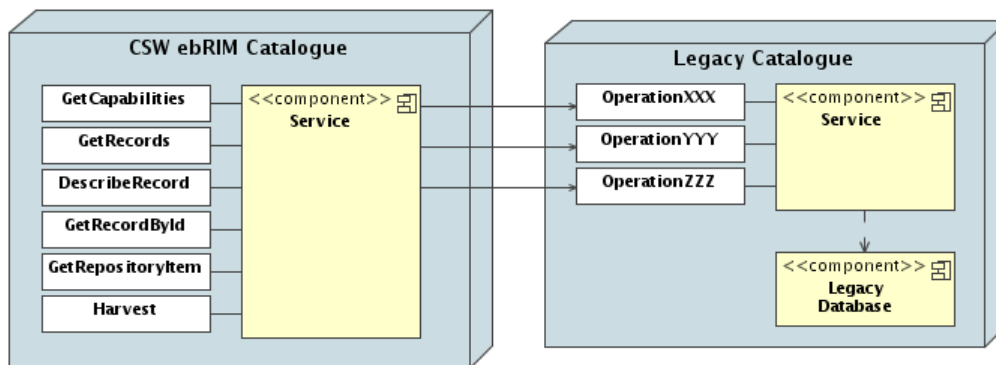 CSW ebRIM Catalogue
GetCapabilities
GetRecords
DescribeRecord
GetRecordById
GetRepositoryItem
Harvest
<<component>>
Service
Legacy Catalogue
OperationXXX
OperationYYY
OperationZZZ
<<component>>
Service
<<component>>
Legacy
Database